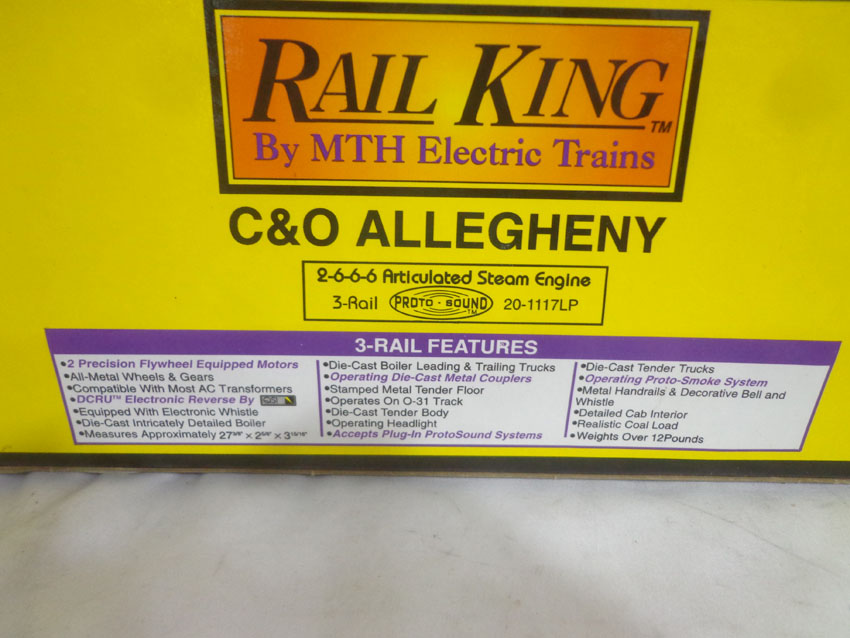 RAIL KING TM
By MTH Electric Trains
C&O ALLEGHENY
2-6-6-6 Articulated Steam Engine
3-Rail PROTO-SOUND TM 20-1117LP
3-RAIL FEATURES
•2 Precision Flywheel Equipped Motors
•All-Metal Wheels & Gears
•Compatible With Most AC Transformers
•DCRU™ Electronic Reverse By
•Equipped With Electronic Whistle
•Die-Cast Intricately Detailed Boiler
•Measures Approximately 27 x 2 x 3
•Die-Cast Boiler Leading & Trailing Trucks
•Operating Die-Cast Metal Couplers
•Stamped Metal Tender Floor
•Operates On O-31 Track
•Die-Cast Tender Body
•Operating Headlight
•Accepts Plug-In ProtoSound Systems
•Die-Cast Tender Trucks
•Operating Proto-Smoke System
•Metal Handrails & Decorative Bell and
Whistle
•Detailed Cab Interior
•Realistic Coal Load
•Weights Over 12Pounds